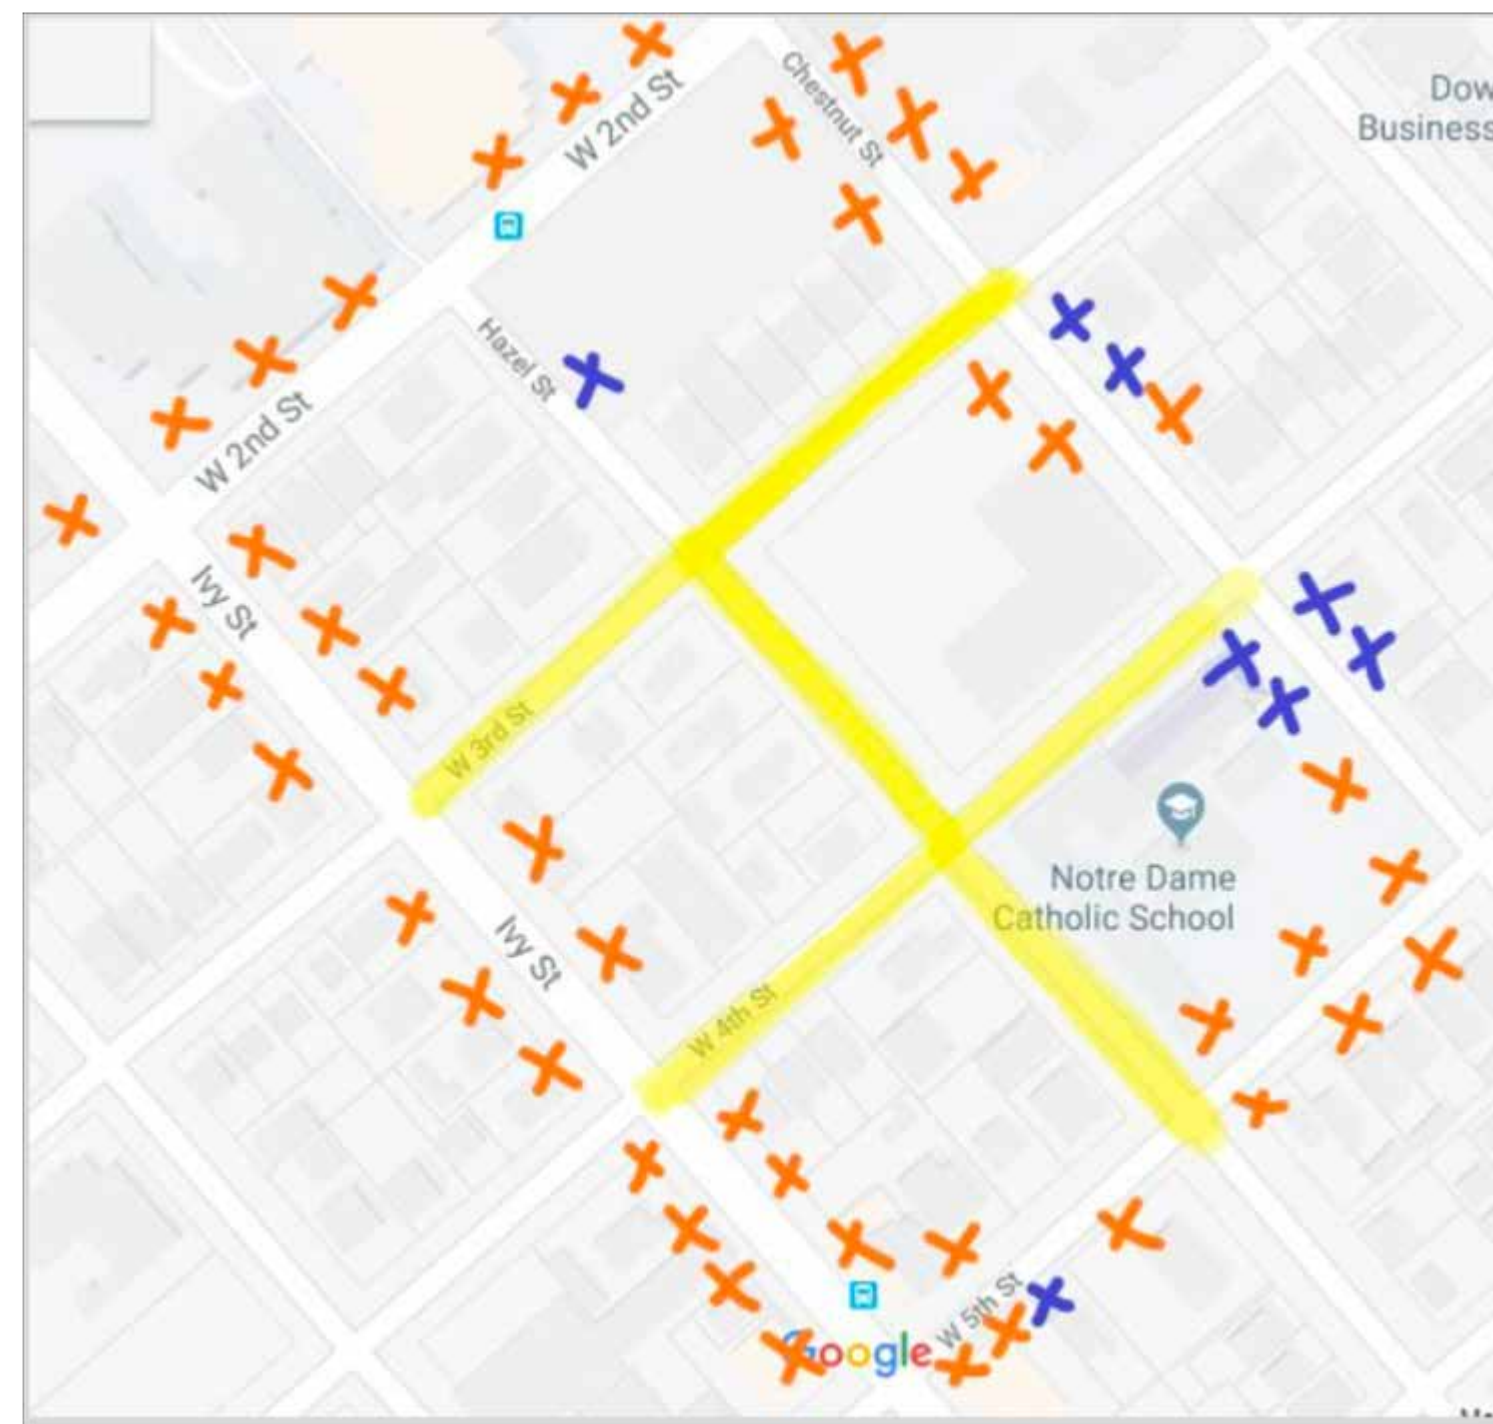 Dow
Business
Chestnut St
W 2nd St
Hazel St
W 2nd St
Ivy St
W 3rd St
Notre Dame
Catholic School
Ivy St
W 4th St
W 5th St
Google